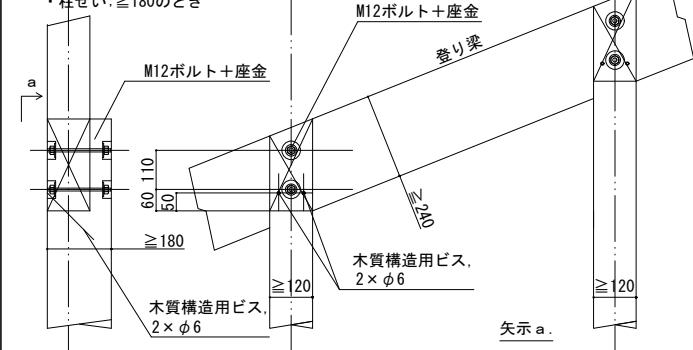 ・柱せい:≧180のとき
M12ボルト+座金
登り梁
M12ボルト+座金
a
110
60
50
≧240
≧180
木質構造用ビス,
2×φ6
≧120
≧120
木質構造用ビス,
2×φ6
矢示a.